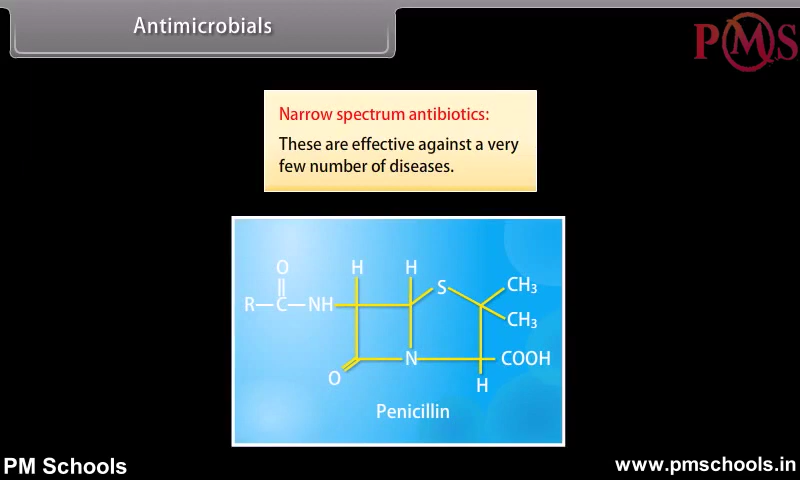 Antimicrobials
PMS
Narrow spectrum antibiotics:
These are effective against a very
few number of diseases.
O
H
H
S
CH₃
R—C—NH
CH₃
O
N
COOH
H
Penicillin
PM Schools
www.pmschools.in